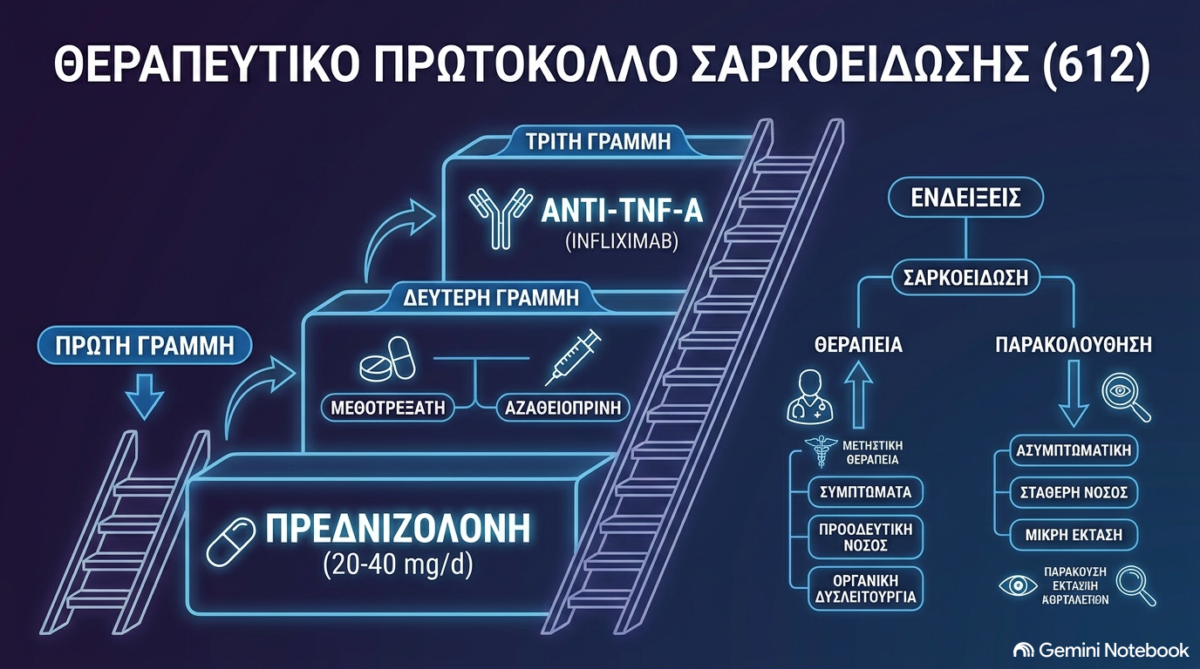 ΘΕΡΑΠΕΥΤΙΚΟ ΠΡΩΤΟΚΟΛΛΟ ΣΑΡΚΟΕΙΔΩΣΗΣ (612)
ΤΡΙΤΗ ΓΡΑΜΜΗ
ANTI-TNF-A
(INFLIXIMAB)
ΔΕΥΤΕΡΗ ΓΡΑΜΜΗ
ΜΕΘΟΤΡΕΞΑΤΗ
ΑΖΑΘΕΙΟΠΡΙΝΗ
ΠΡΩΤΗ ΓΡΑΜΜΗ
ΠΡΕΔΝΙΖΟΛΟΝΗ
(20-40 mg/d)
ΕΝΔΕΙΞΕΙΣ
ΣΑΡΚΟΕΙΔΩΣΗ
ΘΕΡΑΠΕΙΑ
ΜΕΤΗΣΤΙΚΗ
ΘΕΡΑΠΕΙΑ
ΣΥΜΠΤΩΜΑΤΑ
ΠΡΟΟΔΕΥΤΙΚΗ
ΝΟΣΟΣ
ΟΡΓΑΝΙΚΗ
ΔΥΣΛΕΙΤΟΥΡΓΙΑ
ΠΑΡΑΚΟΛΟΥΘΗΣΗ
ΑΣΥΜΠΤΩΜΑΤΙΚΗ
ΣΤΑΘΕΡΗ ΝΟΣΟΣ
ΜΙΚΡΗ ΕΚΤΑΣΗ
ΠΑΡΑΚΟΥΣΗ
Gemini Notebook